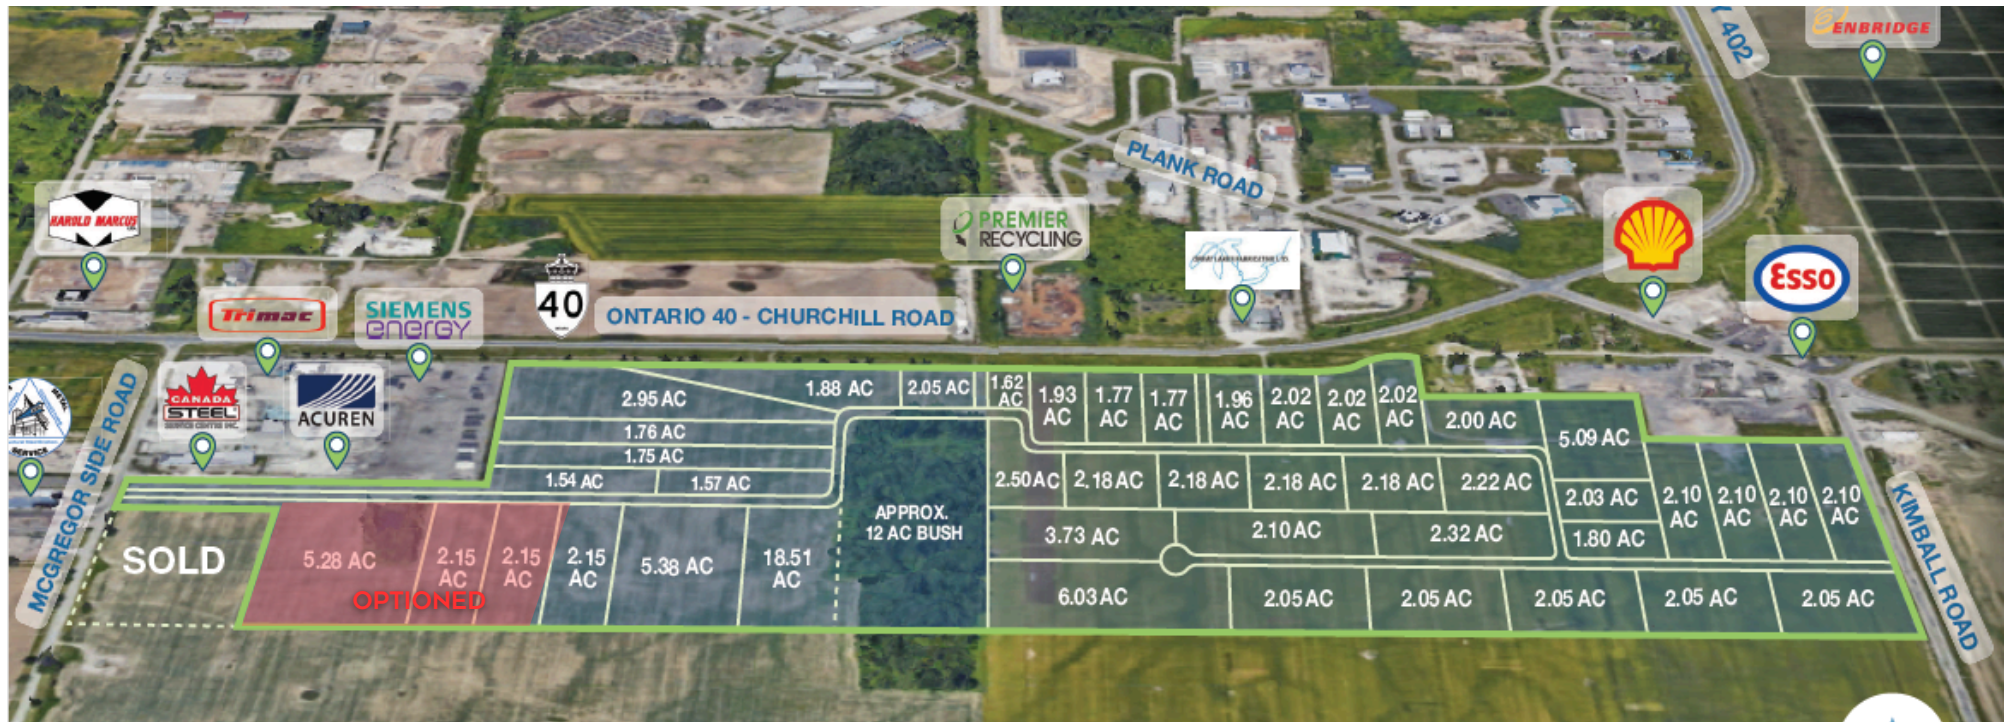 Y 402
ENBRIDGE
PLANK ROAD
HAROLD MARCUS
LTD.
PREMIER
RECYCLING
ESSO
40
ONTARIO 40 - CHURCHILL ROAD
Trimac
SIEMENS
energy
CANADA
STEEL
SERVICE CENTRE INC.
ACUREN
METAL
SERVICE
MCGREGOR SIDE ROAD
KIMBALL ROAD
2.95 AC
1.88 AC
2.05 AC
1.62
AC
1.93
AC
1.77
AC
1.77
AC
1.96
AC
2.02
AC
2.02
AC
2.02
AC
2.00 AC
5.09 AC
1.76 AC
1.75 AC
1.54 AC
1.57 AC
2.50 AC
2.18 AC
2.18 AC
2.18 AC
2.18 AC
2.22 AC
2.03 AC
2.10
AC
2.10
AC
2.10
AC
2.10
AC
APPROX.
12 AC BUSH
3.73 AC
2.10 AC
2.32 AC
1.80 AC
SOLD
5.28 AC
2.15
AC
2.15
AC
OPTIONED
2.15
AC
5.38 AC
18.51
AC
6.03 AC
2.05 AC
2.05 AC
2.05 AC
2.05 AC
2.05 AC